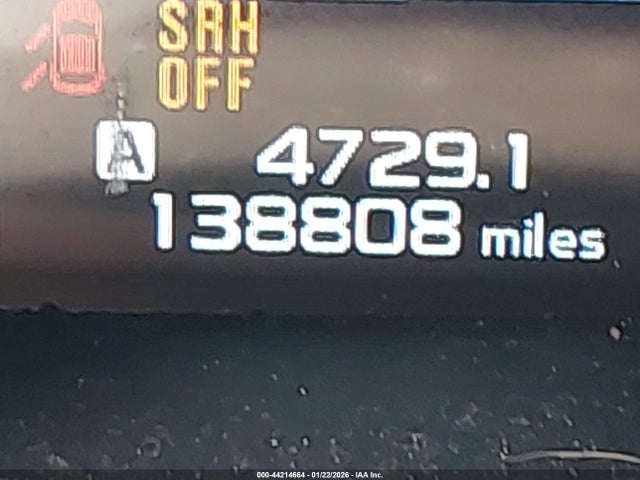 SRH
OFF
A 4729.1
138808 miles
000-44214664 - 01/22/2026 - IAA Inc.